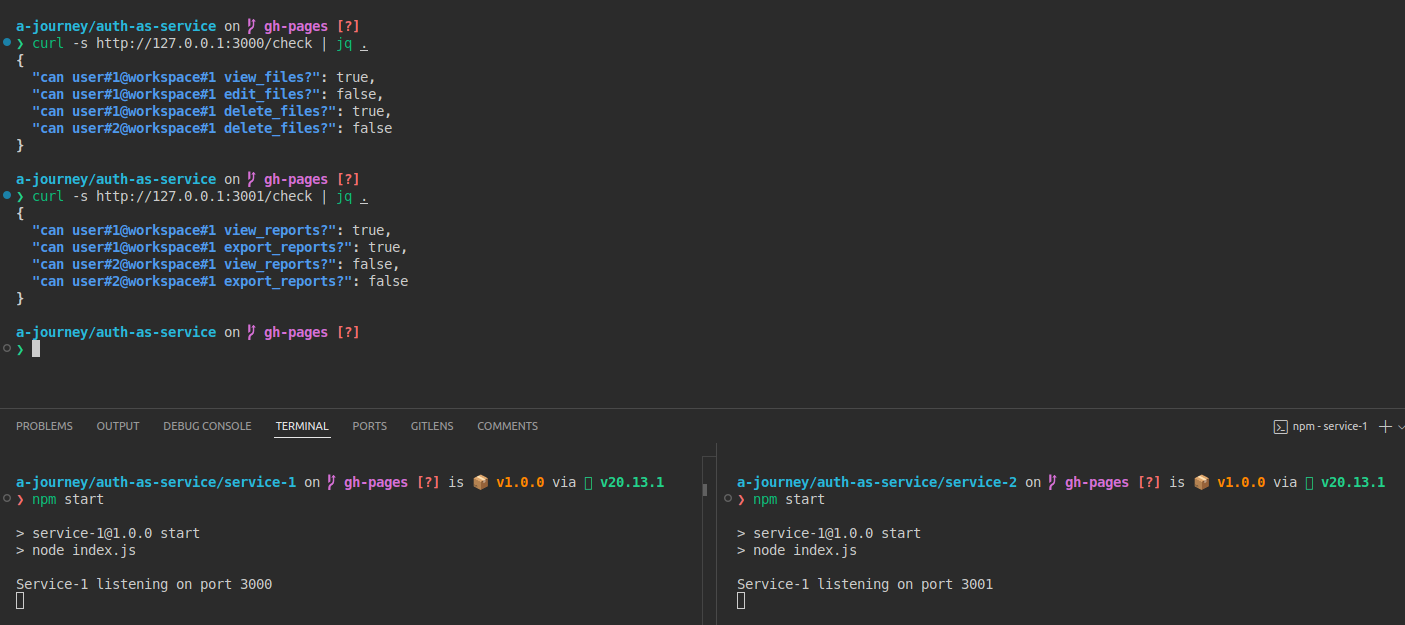 a-journey/auth-as-service on gh-pages [?]
❯ curl -s http://127.0.0.1:3000/check | jq .
{
  "can user#1@workspace#1 view_files?": true,
  "can user#1@workspace#1 edit_files?": false,
  "can user#1@workspace#1 delete_files?": true,
  "can user#2@workspace#1 delete_files?": false
}
a-journey/auth-as-service on gh-pages [?]
❯ curl -s http://127.0.0.1:3001/check | jq .
{
  "can user#1@workspace#1 view_reports?": true,
  "can user#1@workspace#1 export_reports?": true,
  "can user#2@workspace#1 view_reports?": false,
  "can user#2@workspace#1 export_reports?": false
}
a-journey/auth-as-service on gh-pages [?]
❯
PROBLEMS OUTPUT DEBUG CONSOLE TERMINAL PORTS GITLENS COMMENTS npm - service-1
a-journey/auth-as-service/service-1 on gh-pages [?] is 📦 v1.0.0 via v20.13.1
❯ npm start
> service-1@1.0.0 start
> node index.js
Service-1 listening on port 3000
a-journey/auth-as-service/service-2 on gh-pages [?] is 📦 v1.0.0 via v20.13.1
❯ npm start
> service-1@1.0.0 start
> node index.js
Service-1 listening on port 3001